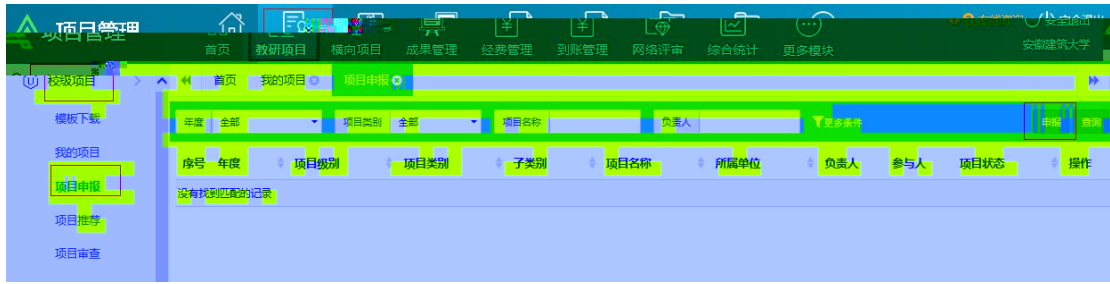 项目管理
安全退出
首页 教研项目 横向项目 成果管理 经费管理 到账管理 网络评审 综合统计 更多模块 安徽建筑大学
校级项目
首页 我的项目 项目申报
模板下载
年度 全部 项目类别 全部 项目名称 负责人 更多条件 申报 查询
我的项目
序号 年度 项目级别 项目类别 子类别 项目名称 所属单位 负责人 参与人 项目状态 操作
项目申报
没有找到匹配的记录
项目推荐
项目审查